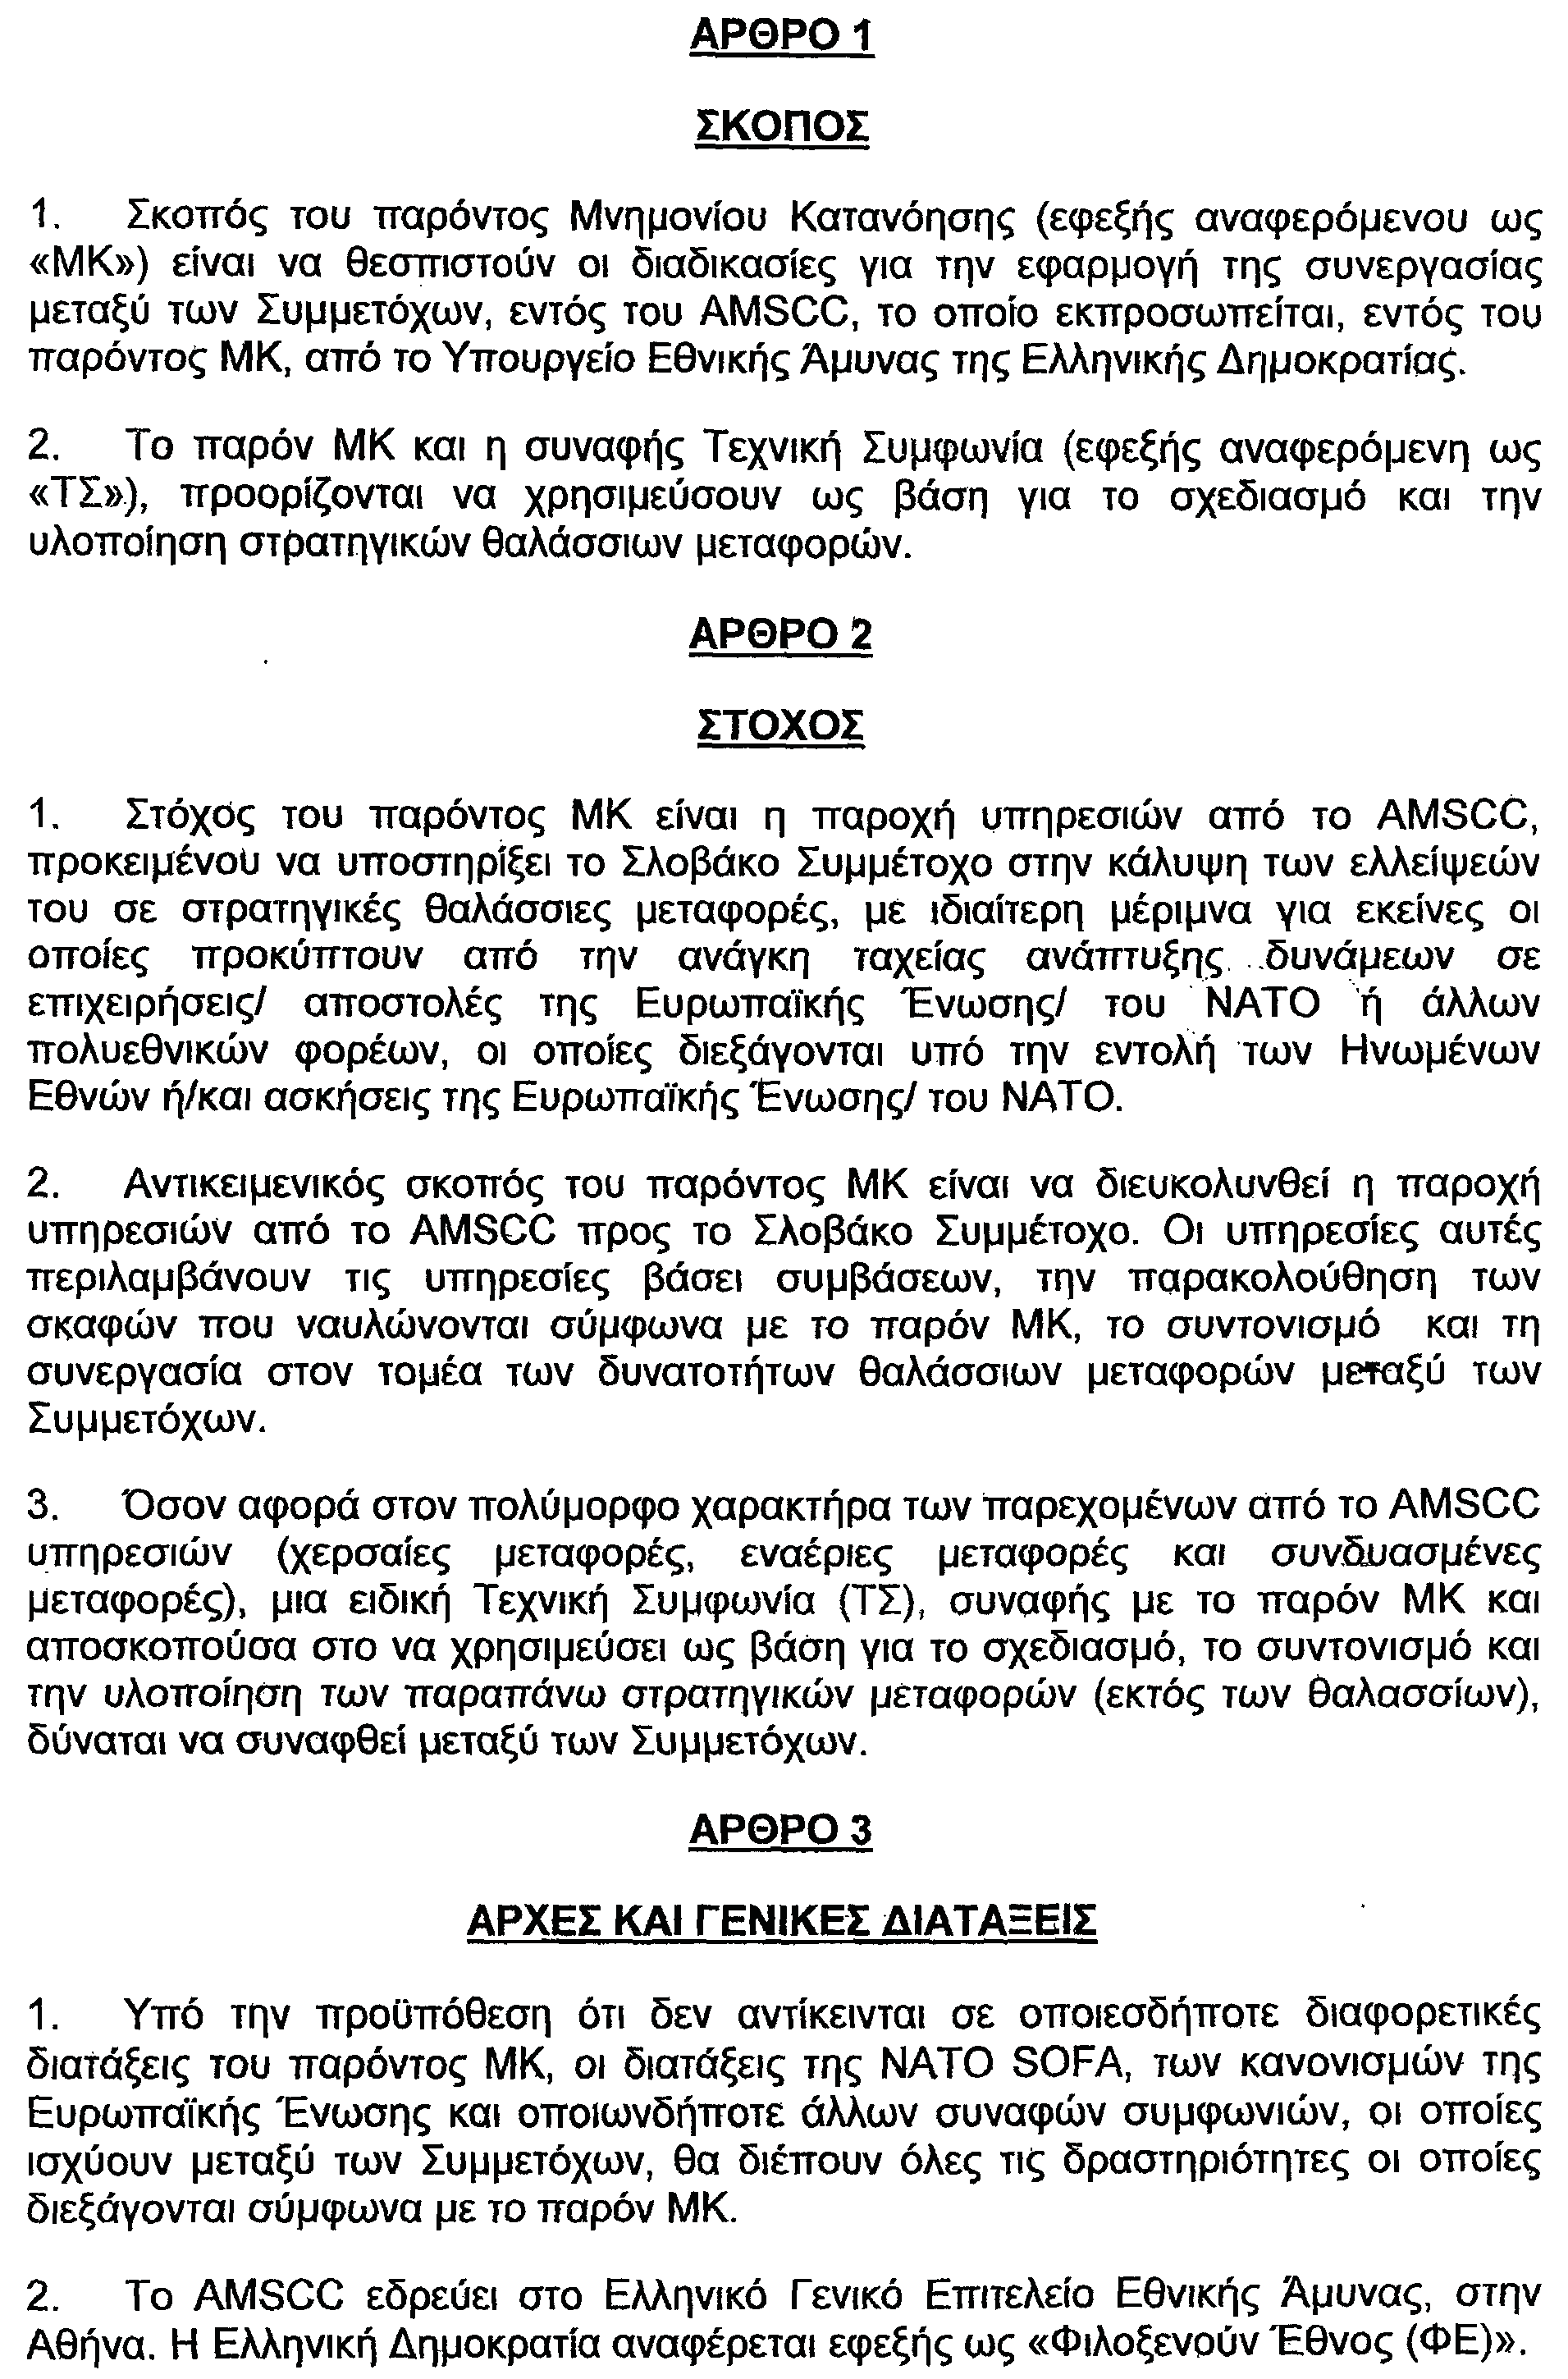 ΑΡΘΡΟ 1
ΣΚΟΠΟΣ
1. Σκοπός του παρόντος Μνημονίου Κατανόησης (εφεξής αναφερόμενου ως
«ΜΚ») είναι να θεσπιστούν οι διαδικασίες για την εφαρμογή της συνεργασίας
μεταξύ των Συμμετόχων, εντός του AMSCC, το οποίο εκπροσωπείται, εντός του
παρόντος ΜΚ, από το Υπουργείο Εθνικής Άμυνας της Ελληνικής Δημοκρατίας.
2. Το παρόν ΜΚ και η συναφής Τεχνική Συμφωνία (εφεξής αναφερόμενη ως
«ΤΣ»), προορίζονται να χρησιμεύσουν ως βάση για το σχεδιασμό και την
υλοποίηση στρατηγικών θαλάσσιων μεταφορών.
ΑΡΘΡΟ 2
ΣΤΟΧΟΣ
1. Στόχος του παρόντος ΜΚ είναι η παροχή υπηρεσιών από το AMSCC,
προκειμένου να υποστηρίξει το Σλοβάκο Συμμέτοχο στην κάλυψη των ελλείψεών
του σε στρατηγικές θαλάσσιες μεταφορές, με ιδιαίτερη μέριμνα για εκείνες οι
οποίες προκύπτουν από την ανάγκη ταχείας ανάπτυξης δυνάμεων σε
επιχειρήσεις/ αποστολές της Ευρωπαϊκής Ένωσης/ του ΝΑΤΟ ή άλλων
πολυεθνικών φορέων, οι οποίες διεξάγονται υπό την εντολή των Ηνωμένων
Εθνών ή/και ασκήσεις της Ευρωπαϊκής Ένωσης/ του ΝΑΤΟ.
2. Αντικειμενικός σκοπός του παρόντος ΜΚ είναι να διευκολυνθεί η παροχή
υπηρεσιών από το AMSCC προς το Σλοβάκο Συμμέτοχο. Οι υπηρεσίες αυτές
περιλαμβάνουν τις υπηρεσίες βάσει συμβάσεων, την παρακολούθηση των
σκαφών που ναυλώνονται σύμφωνα με το παρόν ΜΚ, το συντονισμό και τη
συνεργασία στον τομέα των δυνατοτήτων θαλάσσιων μεταφορών μεταξύ των
Συμμετόχων.
3. Όσον αφορά στον πολύμορφο χαρακτήρα των παρεχομένων από το AMSCC
υπηρεσιών (χερσαίες μεταφορές, εναέριες μεταφορές και συνδυασμένες
μεταφορές), μια ειδική Τεχνική Συμφωνία (ΤΣ), συναφής με το παρόν ΜΚ και
αποσκοπούσα στο να χρησιμεύσει ως βάση για το σχεδιασμό, το συντονισμό και
την υλοποίηση των παραπάνω στρατηγικών μεταφορών (εκτός των θαλασσίων),
δύναται να συναφθεί μεταξύ των Συμμετόχων.
ΑΡΘΡΟ 3
ΑΡΧΕΣ ΚΑΙ ΓΕΝΙΚΕΣ ΔΙΑΤΑΞΕΙΣ
1. Υπό την προϋπόθεση ότι δεν αντίκεινται σε οποιεσδήποτε διαφορετικές
διατάξεις του παρόντος ΜΚ, οι διατάξεις της NATO SOFA, των κανονισμών της
Ευρωπαϊκής Ένωσης και οποιωνδήποτε άλλων συναφών συμφωνιών, οι οποίες
ισχύουν μεταξύ των Συμμετόχων, θα διέπουν όλες τις δραστηριότητες οι οποίες
διεξάγονται σύμφωνα με το παρόν ΜΚ.
2. Το AMSCC εδρεύει στο Ελληνικό Γενικό Επιτελείο Εθνικής Άμυνας, στην
Αθήνα. Η Ελληνική Δημοκρατία αναφέρεται εφεξής ως «Φιλοξενούν Έθνος (ΦΕ)».